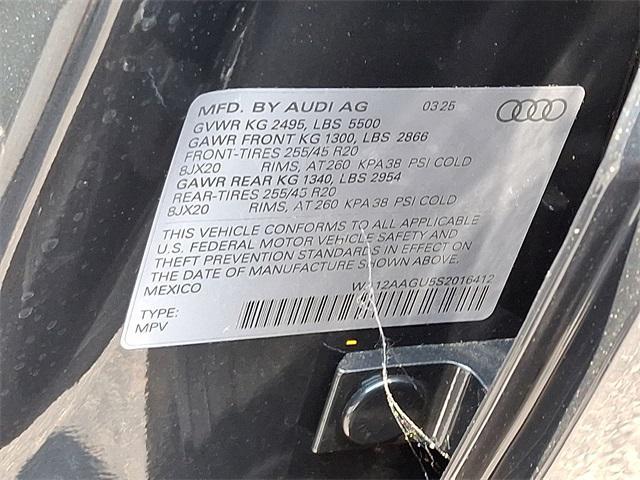 MFD. BY AUDI AG 03 25
GVWR KG 2495, LBS 5500
GAWR FRONT KG 1300, LBS 2866
FRONT-TIRES 255/45 R20
8JX20 RIMS, AT 260 KPA 38 PSI COLD
GAWR REAR KG 1340, LBS 2954
REAR-TIRES 255/45 R20
8JX20 RIMS, AT 260 KPA 38 PSI COLD
THIS VEHICLE CONFORMS TO ALL APPLICABLE
U.S. FEDERAL MOTOR VEHICLE SAFETY AND
THEFT PREVENTION STANDARDS IN EFFECT ON
THE DATE OF MANUFACTURE SHOWN ABOVE.
MEXICO
TYPE:
MPV